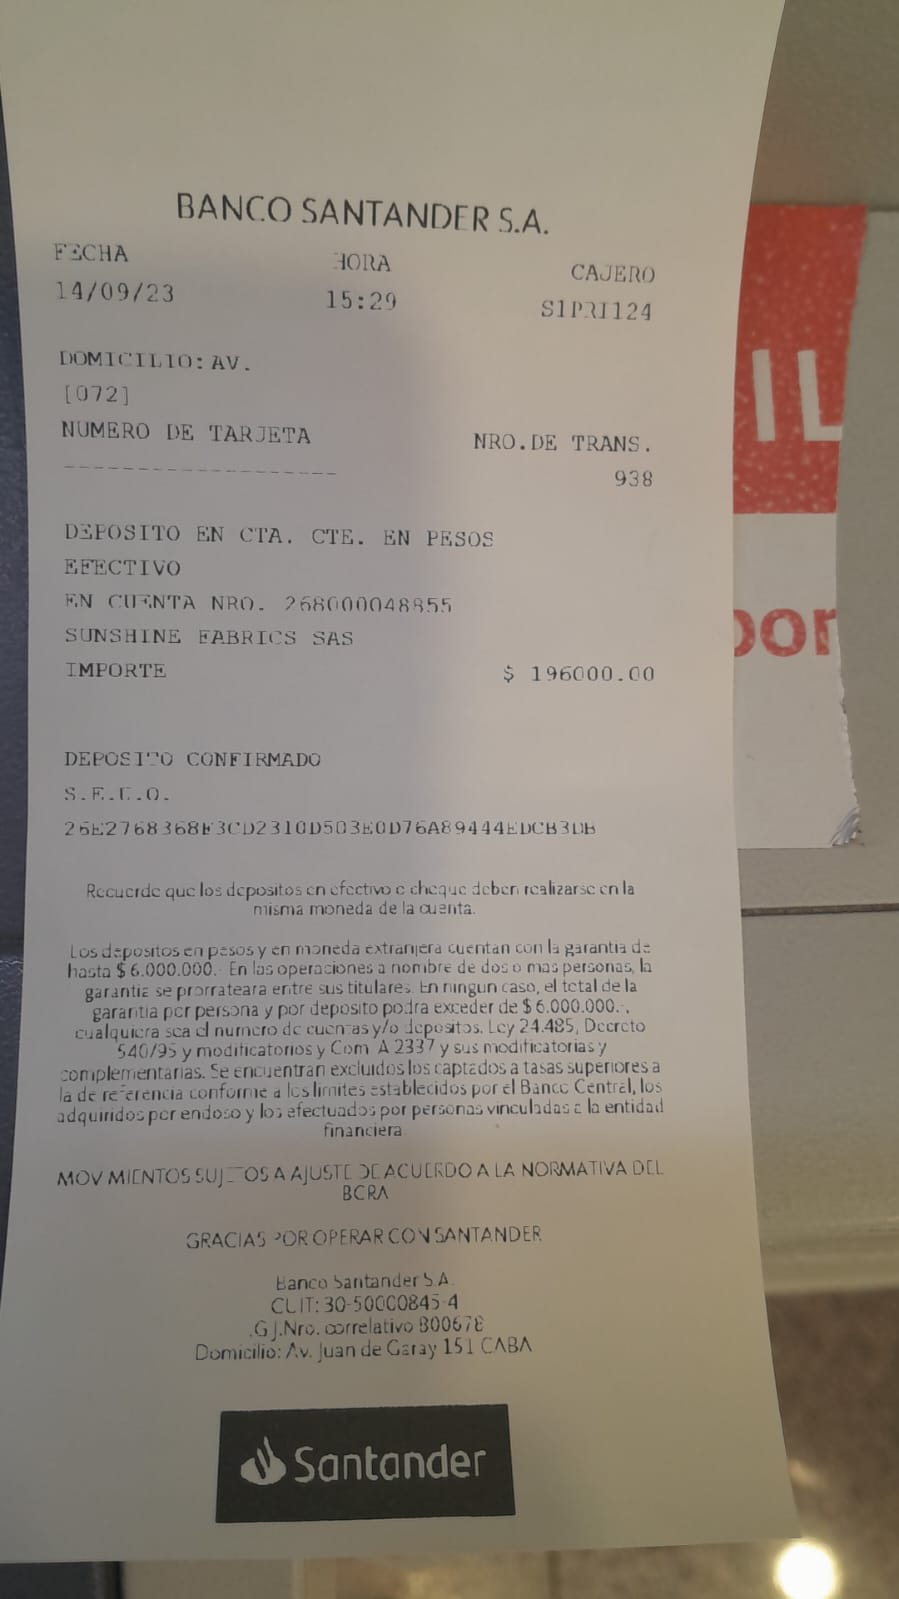 BANCO SANTANDER S.A.
FECHA HORA CAJERO
14/09/23 15:29 S1PRI124
DOMICILIO: AV.
[072]
NUMERO DE TARJETA NRO.DE TRANS.
------------------- 938
DEPOSITO EN CTA. CTE. EN PESOS
EFECTIVO
EN CUENTA NRO. 268000048855
SUNSHINE FABRICS SAS
IMPORTE $ 196000.00
DEPOSITO CONFIRMADO
S.E.U.O.
26E2768368F3CD2310D503E0D76A89444EDCB3DB
Recuerde que los depositos en efectivo o cheque deben realizarse en la
misma moneda de la cuenta.
Los depositos en pesos y en moneda extranjera cuentan con la garantia de
hasta $ 6.000.000.- En las operaciones a nombre de dos o mas personas, la
garantia se prorrateara entre sus titulares. En ningun caso, el total de la
garantia por persona y por deposito podra exceder de $ 6.000.000.-,
cualquiera sea el numero de cuentas y/o depositos. Ley 24.485, Decreto
540/95 y modificatorios y Com. A 2337 y sus modificatorias y
complementarias. Se encuentran excluidos los captados a tasas superiores a
la de referencia conforme a los limites establecidos por el Banco Central, los
adquiridos por endoso y los efectuados por personas vinculadas a la entidad
financiera
MOVIMIENTOS SUJETOS A AJUSTE DE ACUERDO A LA NORMATIVA DEL
BCRA
GRACIAS POR OPERAR CON SANTANDER
Banco Santander S.A.
CUIT: 30-50000845-4
.G.J.Nro. correlativo 800678
Domicilio: Av. Juan de Garay 151 CABA
Santander
IL
por